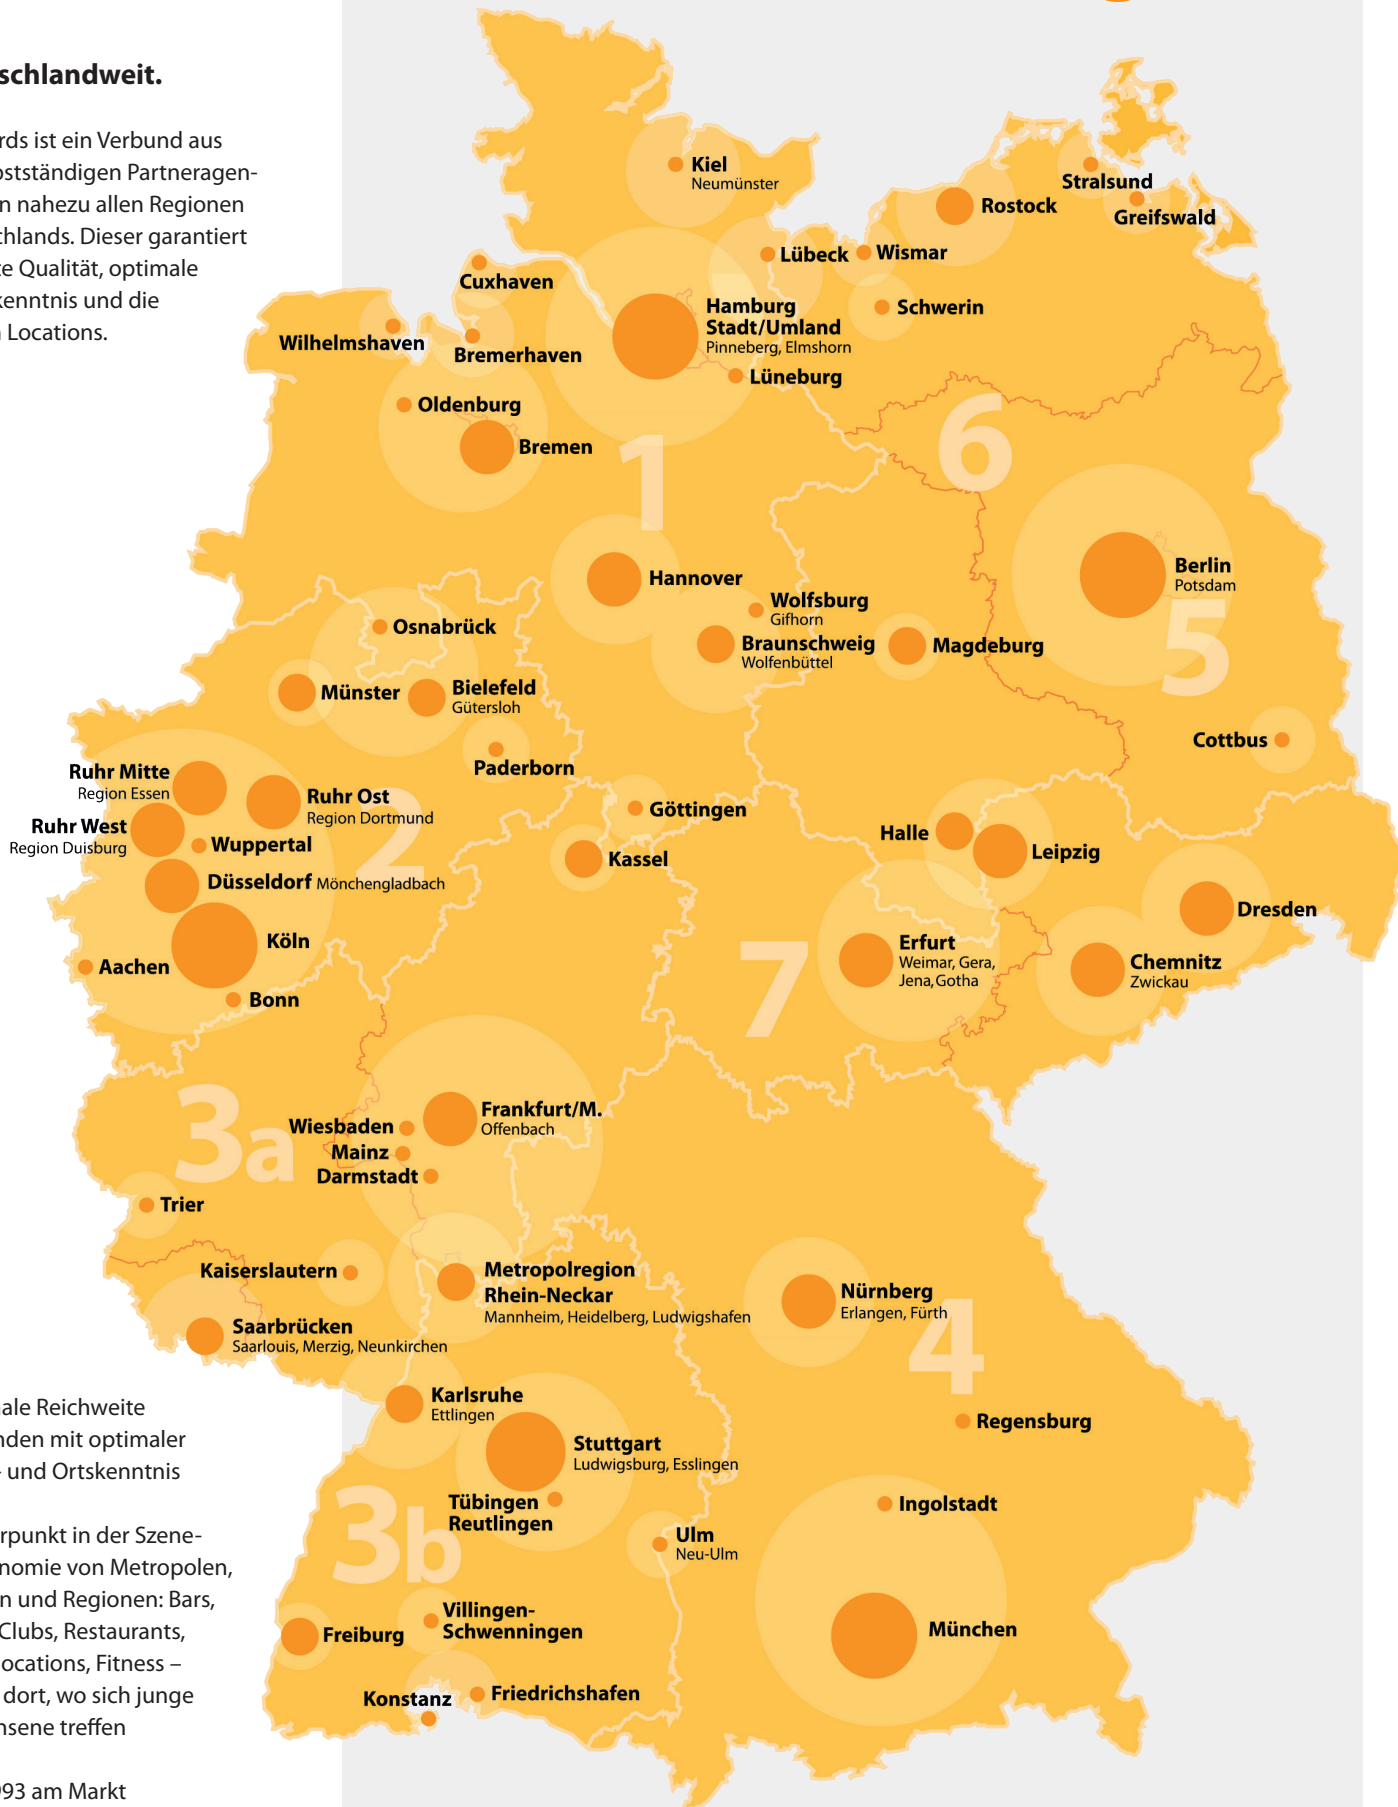 schlandweit.
rds ist ein Verbund aus
ostständigen Partneragen-
n nahezu allen Regionen
chlands. Dieser garantiert
te Qualität, optimale
kenntnis und die
n Locations.
Kiel
Neumünster
Stralsund
Rostock
Greifswald
Lübeck
Wismar
Cuxhaven
Schwerin
Hamburg
Stadt/Umland
Pinneberg, Elmshorn
Wilhelmshaven
Bremerhaven
Lüneburg
Oldenburg
Bremen
6
1
Berlin
Potsdam
5
Hannover
Wolfsburg
Gifhorn
Osnabrück
Braunschweig
Wolfenbüttel
Magdeburg
Münster
Bielefeld
Gütersloh
Cottbus
Paderborn
Ruhr Mitte
Region Essen
Ruhr Ost
Region Dortmund
Göttingen
Ruhr West
Region Duisburg
Wuppertal
2
Halle
Leipzig
Kassel
Düsseldorf Mönchengladbach
Dresden
Köln
Erfurt
Weimar, Gera,
Jena, Gotha
Aachen
Chemnitz
Zwickau
Bonn
7
3a
Frankfurt/M.
Offenbach
Wiesbaden
Mainz
Darmstadt
Trier
Kaiserslautern
Metropolregion
Rhein-Neckar
Mannheim, Heidelberg, Ludwigshafen
Nürnberg
Erlangen, Fürth
4
Saarbrücken
Saarlouis, Merzig, Neunkirchen
Karlsruhe
Ettlingen
Regensburg
Stuttgart
Ludwigsburg, Esslingen
Tübingen
Reutlingen
Ingolstadt
3b
Ulm
Neu-Ulm
Villingen-
Schwenningen
Freiburg
München
Konstanz
Friedrichshafen
nale Reichweite
nden mit optimaler
- und Ortskenntnis
rpunkt in der Szene-
nomie von Metropolen,
n und Regionen: Bars,
Clubs, Restaurants,
ocations, Fitness –
dort, wo sich junge
hsene treffen
993 am Markt